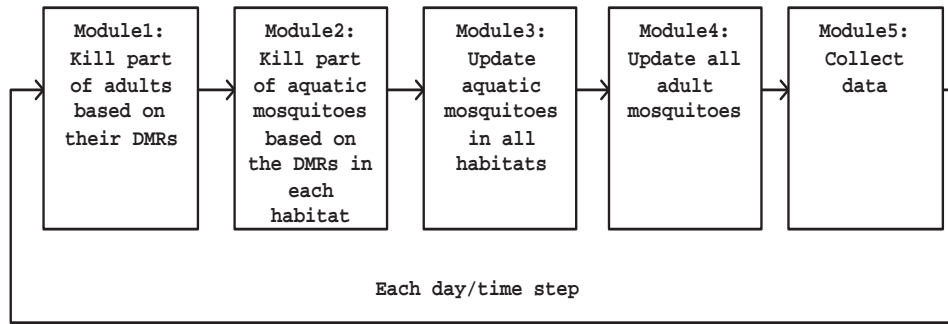 Module1:
Kill part
of adults
based on
their DMRs
Module2:
Kill part
of aquatic
mosquitoes
based on
the DMRs in
each
habitat
Module3:
Update
aquatic
mosquitoes
in all
habitats
Module4:
Update all
adult
mosquitoes
Module5:
Collect
data
Each day/time step